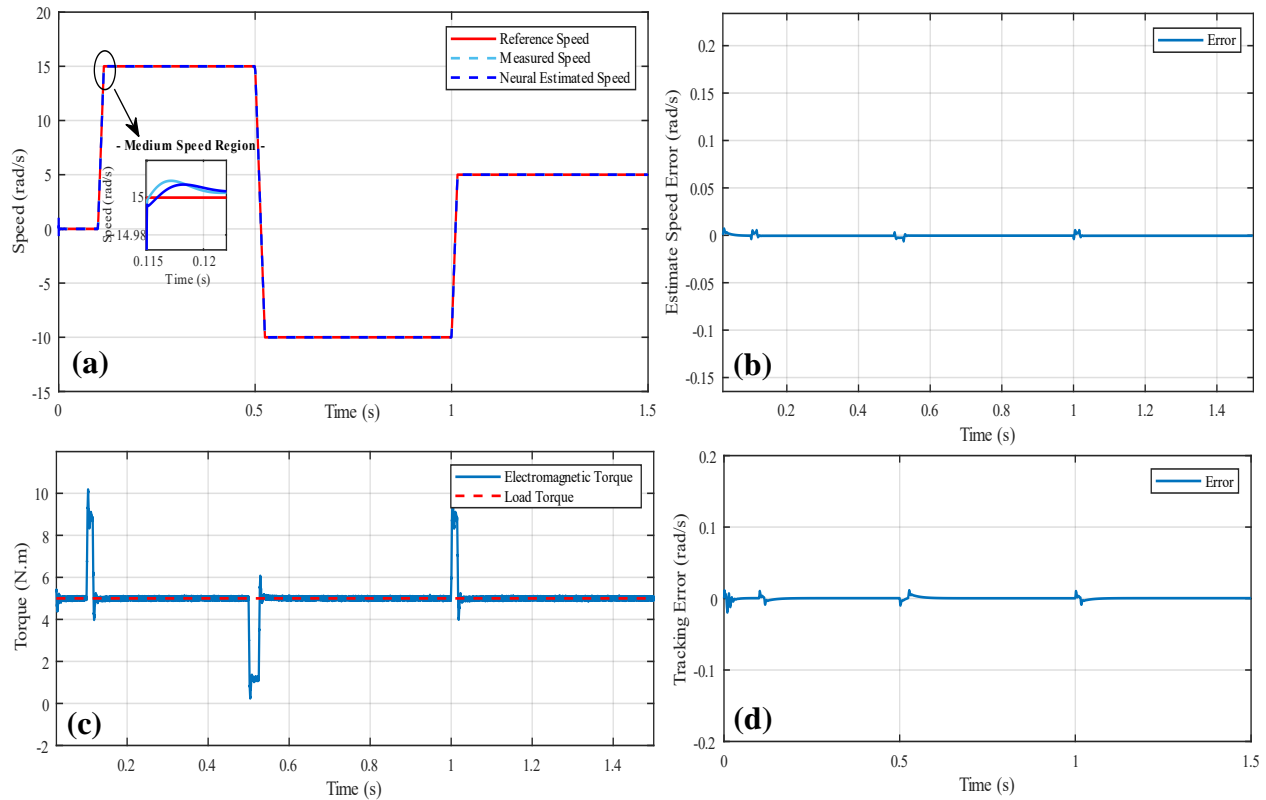 20
15
10
5
0
-5
-10
-15
Speed (rad/s)
Reference Speed
Measured Speed
Neural Estimated Speed
- Medium Speed Region -
Speed (rad/s)
15
14.98
0.115 0.12
Time (s)
(a)
0 0.5 1 1.5
Time (s)
0.2
0.15
0.1
0.05
0
-0.05
-0.1
-0.15
Estimate Speed Error (rad/s)
Error
(b)
0.2 0.4 0.6 0.8 1 1.2 1.4
Time (s)
10
8
6
4
2
0
-2
Torque (N.m)
Electromagnetic Torque
Load Torque
(c)
0.2 0.4 0.6 0.8 1 1.2 1.4
Time (s)
0.2
0.1
0
-0.1
-0.2
Tracking Error (rad/s)
Error
(d)
0 0.5 1 1.5
Time (s)